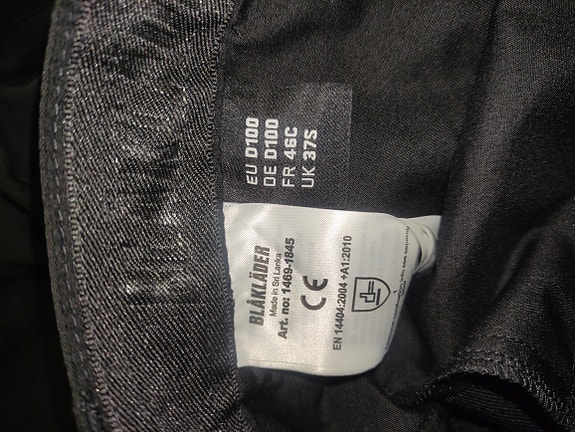 EU D100
DE D100
FR 46C
UK 37S
BLÅKLÄDER
Made in Sri Lanka
Art. no: 1469-1845
CE
EN 14404:2004 +A1:2010